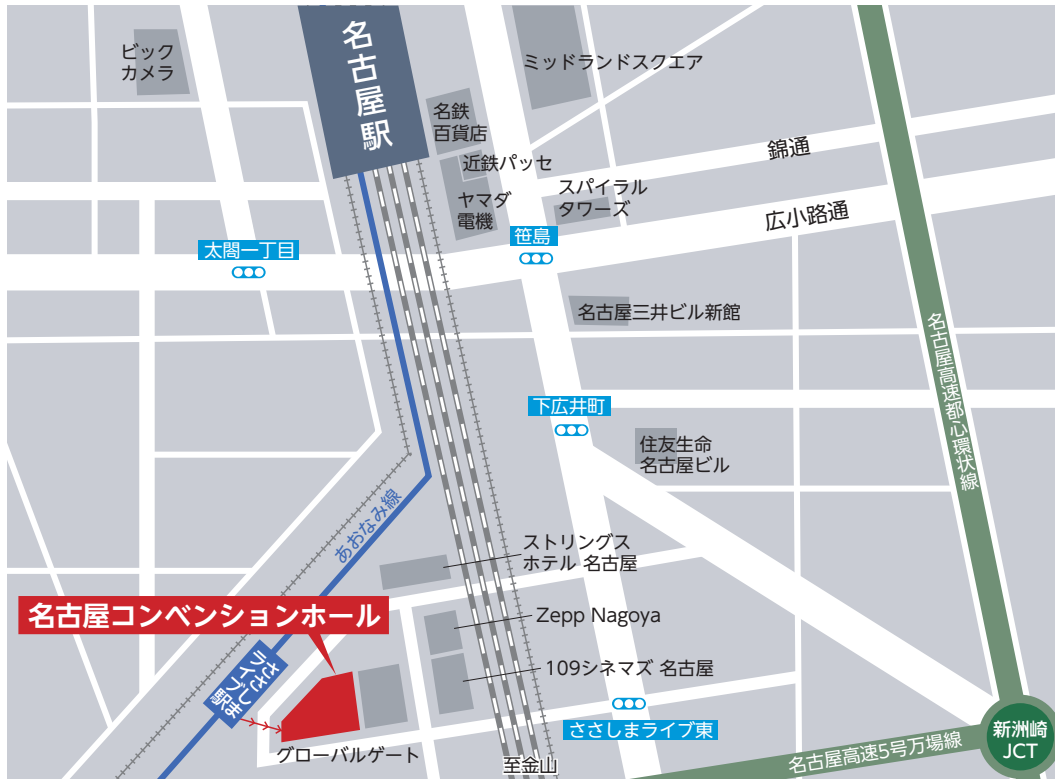 名古屋駅
ビック
カメラ
ミッドランドスクエア
名鉄
百貨店
近鉄パッセ
ヤマダ
電機
スパイラル
タワーズ
錦通
広小路通
太閤一丁目
笹島
名古屋三井ビル新館
名古屋高速都心環状線
下広井町
住友生命
名古屋ビル
あおなみ線
ストリングス
ホテル 名古屋
名古屋コンベンションホール
Zepp Nagoya
ささしま
ライブ駅
109シネマズ 名古屋
ささしまライブ東
グローバルゲート
至金山
名古屋高速5号万場線
新洲崎
JCT